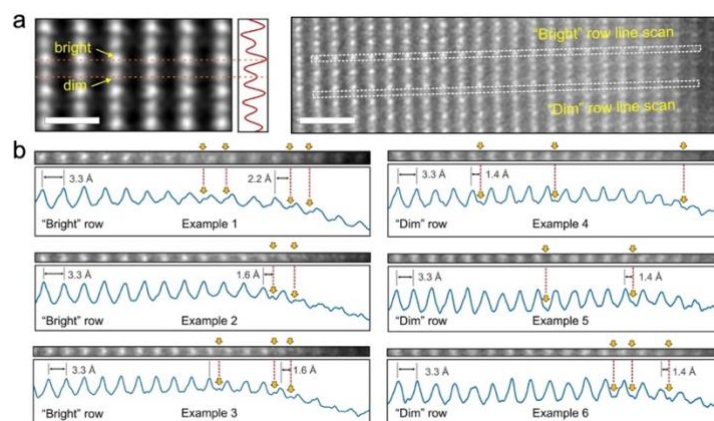 a
bright
dim
"Bright" row line scan
"Dim" row line scan
b
3.3 Å
2.2 Å
"Bright" row
Example 1
3.3 Å
1.6 Å
"Bright" row
Example 2
3.3 Å
1.6 Å
"Bright" row
Example 3
3.3 Å
1.4 Å
"Dim" row
Example 4
3.3 Å
1.4 Å
"Dim" row
Example 5
3.3 Å
1.4 Å
"Dim" row
Example 6